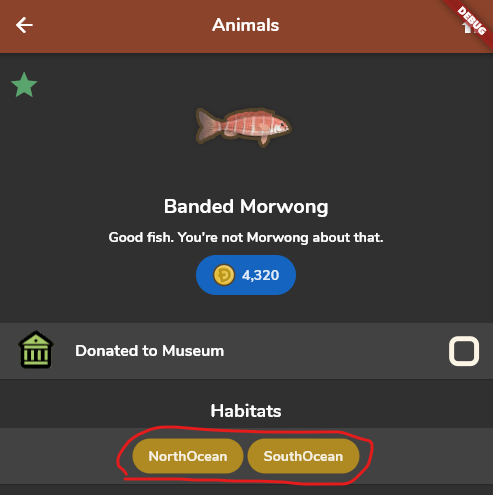 Animals
DEBUG
Banded Morwong
Good fish. You're not Morwong about that.
4,320
Donated to Museum
Habitats
NorthOcean SouthOcean